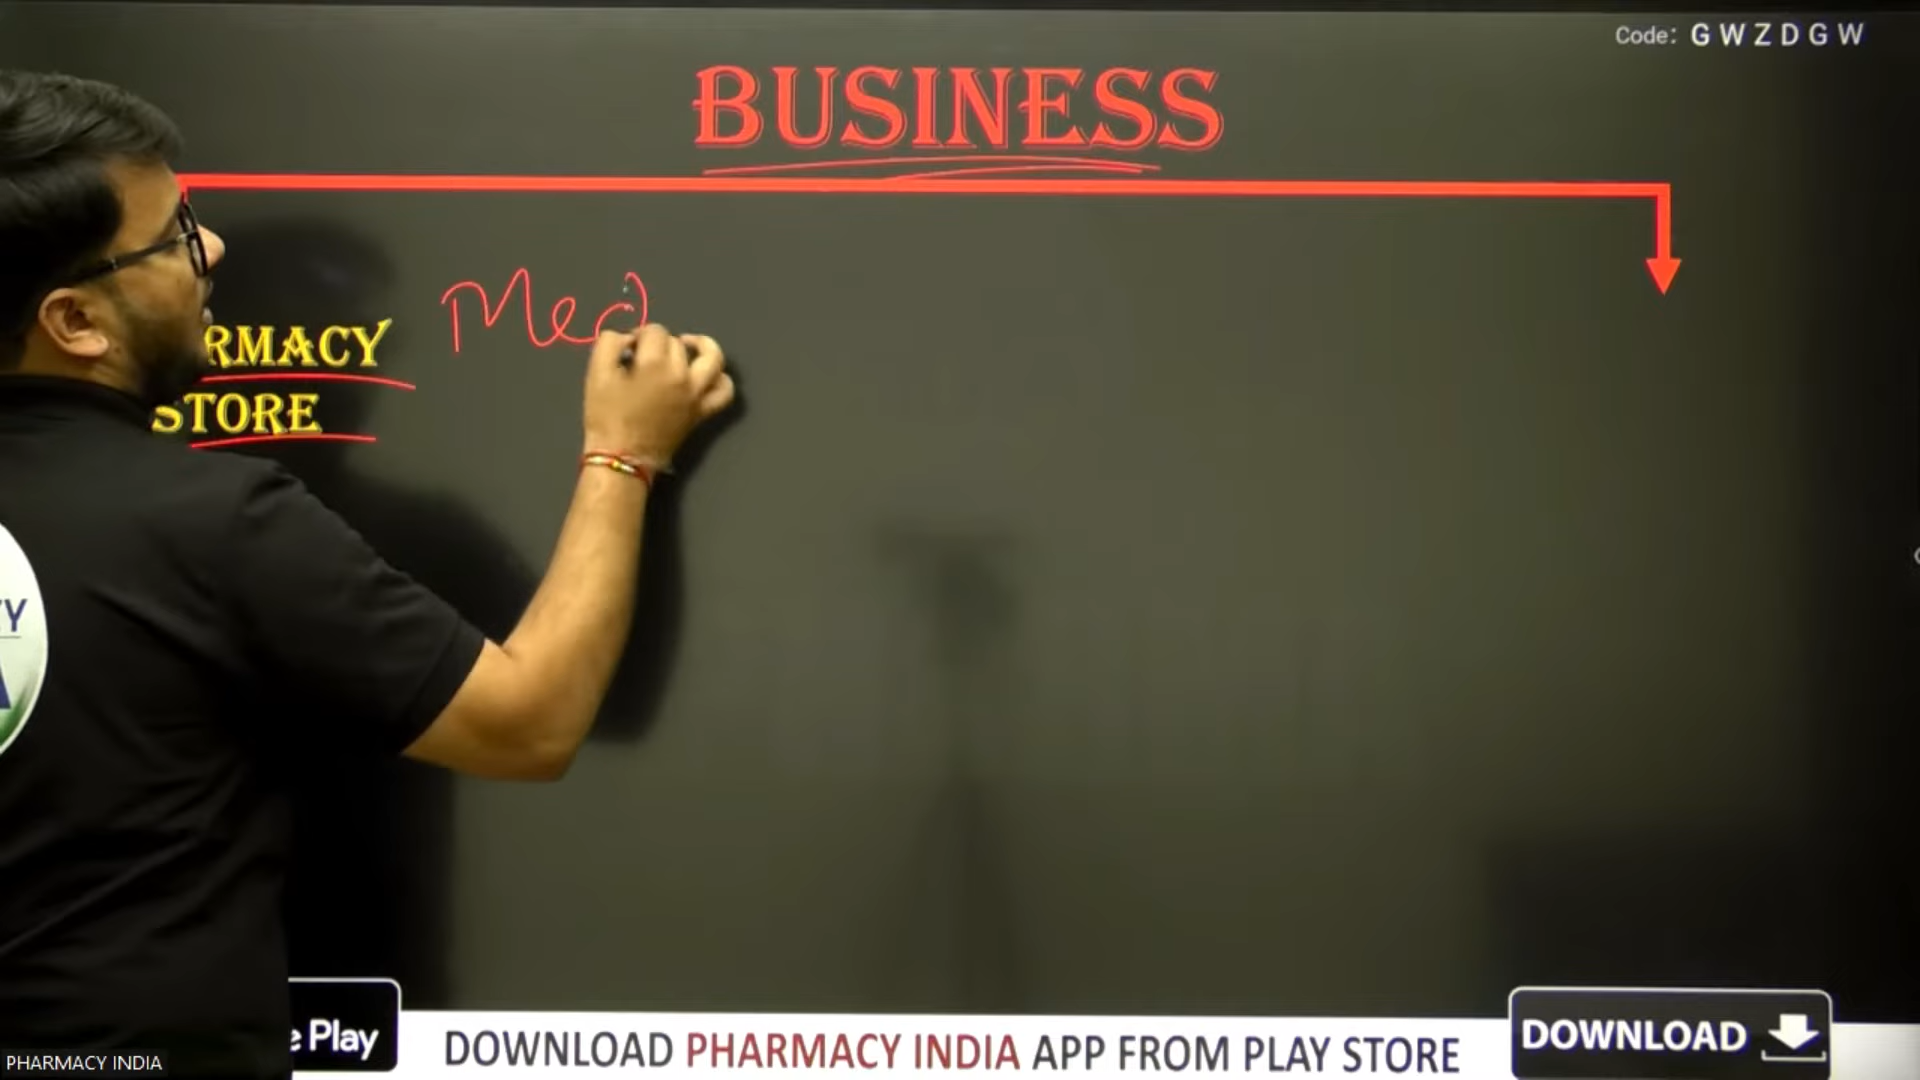 Code: GWZDGW
BUSINESS
RMACY
STORE
Med
e Play
DOWNLOAD PHARMACY INDIA APP FROM PLAY STORE
DOWNLOAD
PHARMACY INDIA